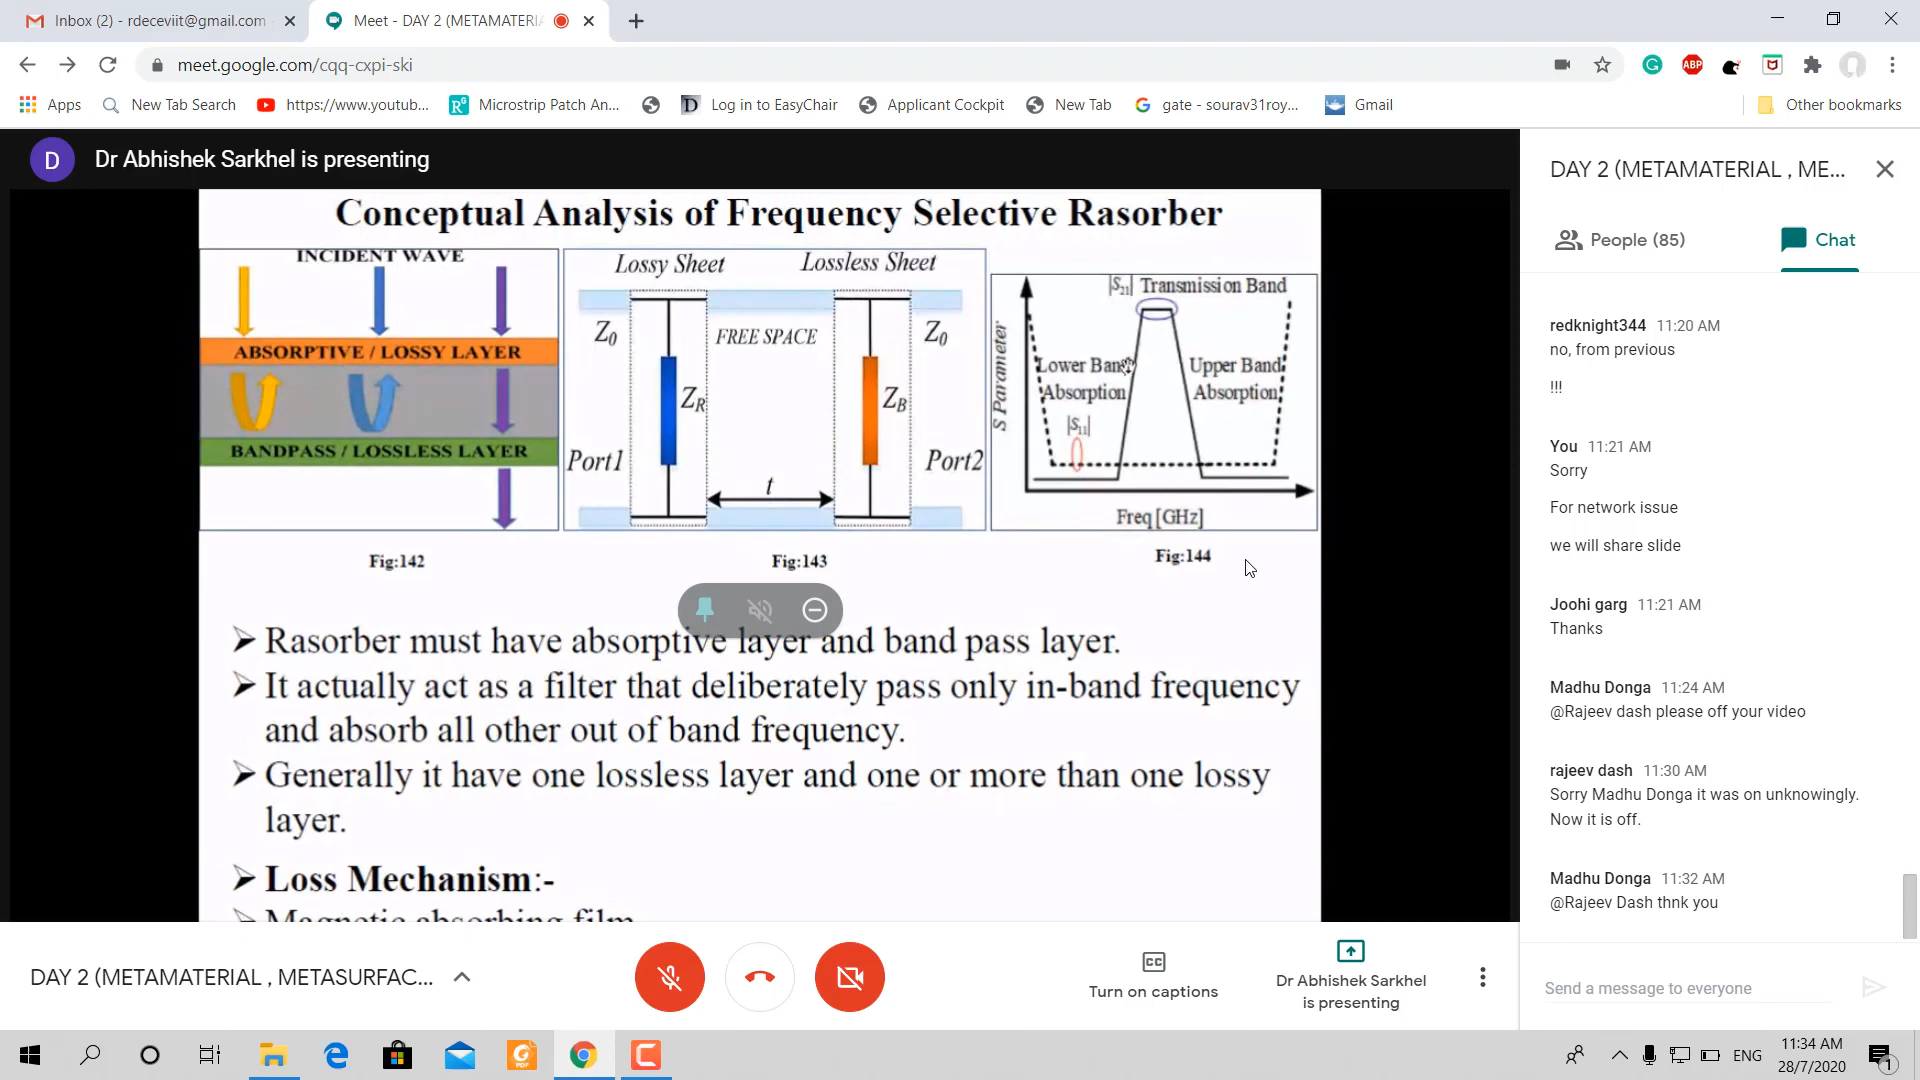 Inbox (2) - rdeceviit@gmail.com
Meet - DAY 2 (METAMATERI
meet.google.com/cqq-cxpi-ski
ABP
Apps
New Tab Search
https://www.youtub...
Microstrip Patch An...
Log in to EasyChair
Applicant Cockpit
New Tab
gate - sourav31roy...
Gmail
Other bookmarks
D
Dr Abhishek Sarkhel is presenting
Conceptual Analysis of Frequency Selective Rasorber
INCIDENT WAVE
ABSORPTIVE / LOSSY LAYER
BANDPASS / LOSSLESS LAYER
Fig:142
Lossy Sheet
Lossless Sheet
Z0
FREE SPACE
Z0
ZR
ZB
Port1
Port2
t
Fig:143
|S21| Transmission Band
S Parameter
Lower Band
Absorption
Upper Band
Absorption
|S11|
Freq [GHz]
Fig:144
➢ Rasorber must have absorptive layer and band pass layer.
➢ It actually act as a filter that deliberately pass only in-band frequency
and absorb all other out of band frequency.
➢ Generally it have one lossless layer and one or more than one lossy
layer.
➢ Loss Mechanism:-
➢ Magnetic absorbing film
DAY 2 (METAMATERIAL , ME...
People (85)
Chat
redknight344 11:20 AM
no, from previous
!!!
You 11:21 AM
Sorry
For network issue
we will share slide
Joohi garg 11:21 AM
Thanks
Madhu Donga 11:24 AM
@Rajeev dash please off your video
rajeev dash 11:30 AM
Sorry Madhu Donga it was on unknowingly.
Now it is off.
Madhu Donga 11:32 AM
@Rajeev Dash thnk you
Send a message to everyone
DAY 2 (METAMATERIAL , METASURFAC...
CC
Turn on captions
Dr Abhishek Sarkhel
is presenting
PDF
ENG
11:34 AM
28/7/2020
1